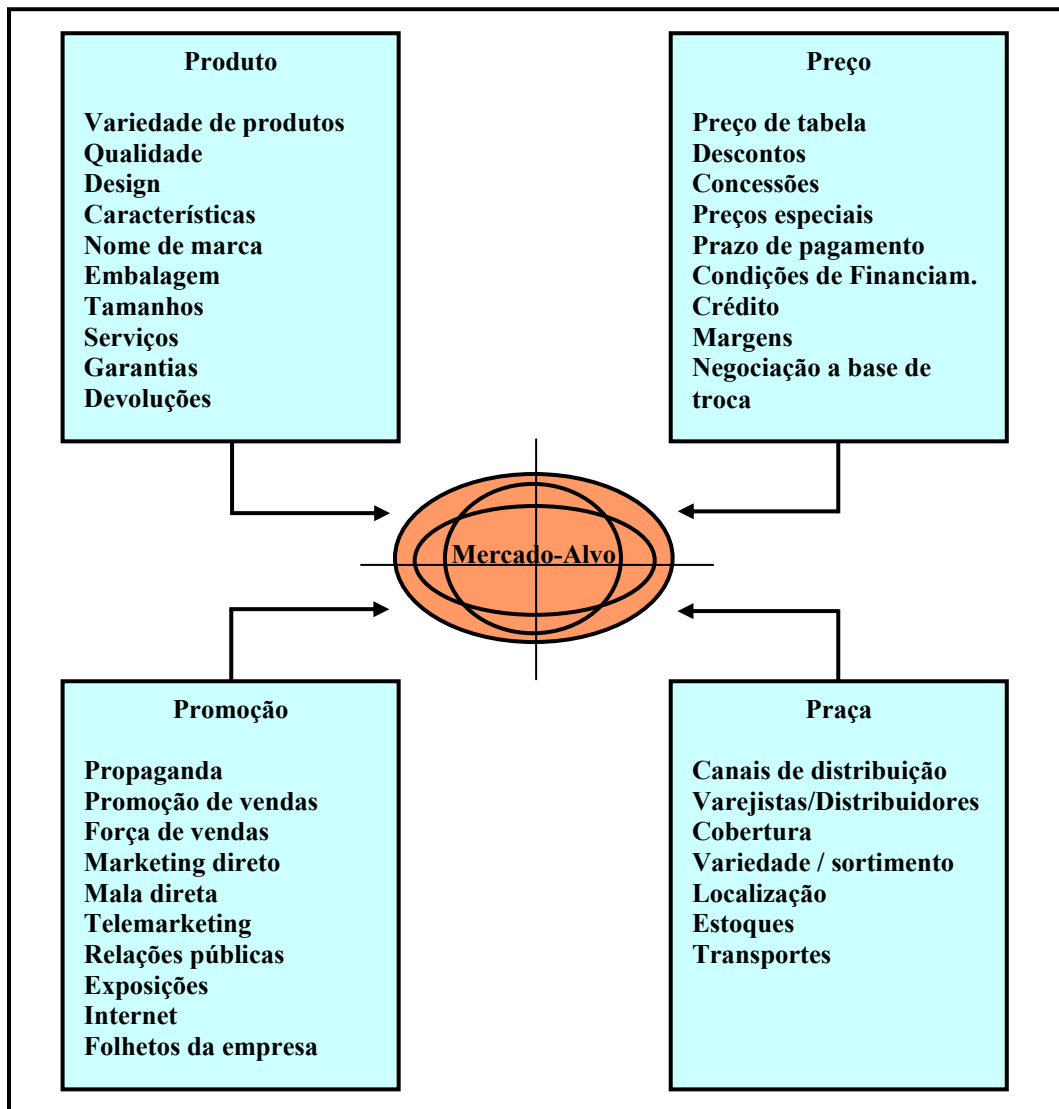 Produto
Variedade de produtos
Qualidade
Design
Características
Nome de marca
Embalagem
Tamanhos
Serviços
Garantias
Devoluções
Preço
Preço de tabela
Descontos
Concessões
Preços especiais
Prazo de pagamento
Condições de Financiam.
Crédito
Margens
Negociação a base de
troca
Mercado-Alvo
Promoção
Propaganda
Promoção de vendas
Força de vendas
Marketing direto
Mala direta
Telemarketing
Relações públicas
Exposições
Internet
Folhetos da empresa
Praça
Canais de distribuição
Varejistas/Distribuidores
Cobertura
Variedade / sortimento
Localização
Estoques
Transportes